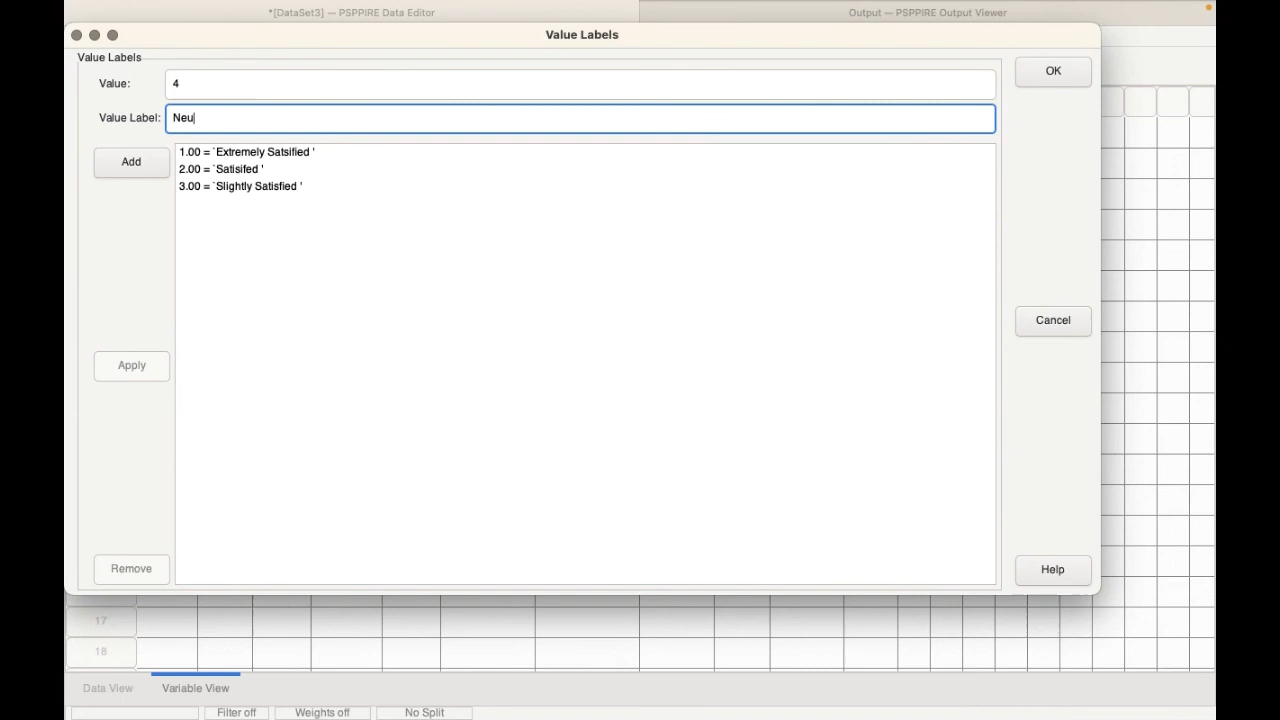 *[DataSet3] — PSPPIRE Data Editor
Output — PSPPIRE Output Viewer
Value Labels
Value Labels
Value: 4
OK
Value Label: Neu
Add
1.00 = `Extremely Satsified '
2.00 = `Satisifed '
3.00 = `Slightly Satisfied '
Cancel
Apply
Remove
Help
17
18
Data View Variable View
Filter off Weights off No Split